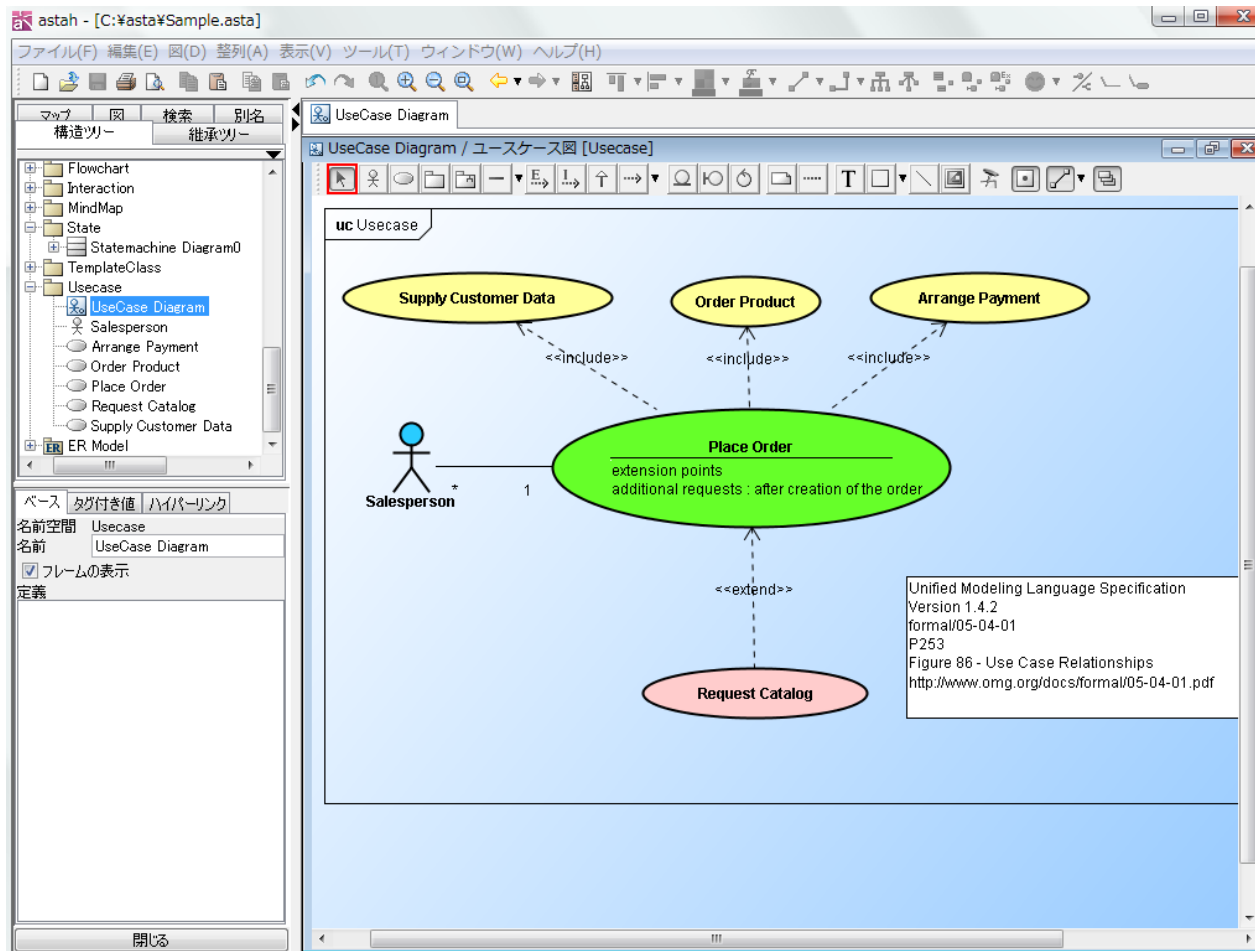 astah - [C:¥asta¥Sample.asta]
ファイル(F) 編集(E) 図(D) 整列(A) 表示(V) ツール(T) ウィンドウ(W) ヘルプ(H)
マップ 図 検索 別名
構造ツリー 継承ツリー
Flowchart
Interaction
MindMap
State
Statemachine Diagram0
TemplateClass
Usecase
UseCase Diagram
Salesperson
Arrange Payment
Order Product
Place Order
Request Catalog
Supply Customer Data
ER ER Model
ベース タグ付き値 ハイパーリンク
名前空間 Usecase
名前 UseCase Diagram
フレームの表示
定義
閉じる
UseCase Diagram
UseCase Diagram / ユースケース図 [Usecase]
T
uc Usecase
Supply Customer Data
Order Product
Arrange Payment
<<include>> <<include>> <<include>>
Place Order
extension points
additional requests : after creation of the order
* 1
Salesperson
<<extend>>
Request Catalog
Unified Modeling Language Specification
Version 1.4.2
formal/05-04-01
P253
Figure 86 - Use Case Relationships
http://www.omg.org/docs/formal/05-04-01.pdf